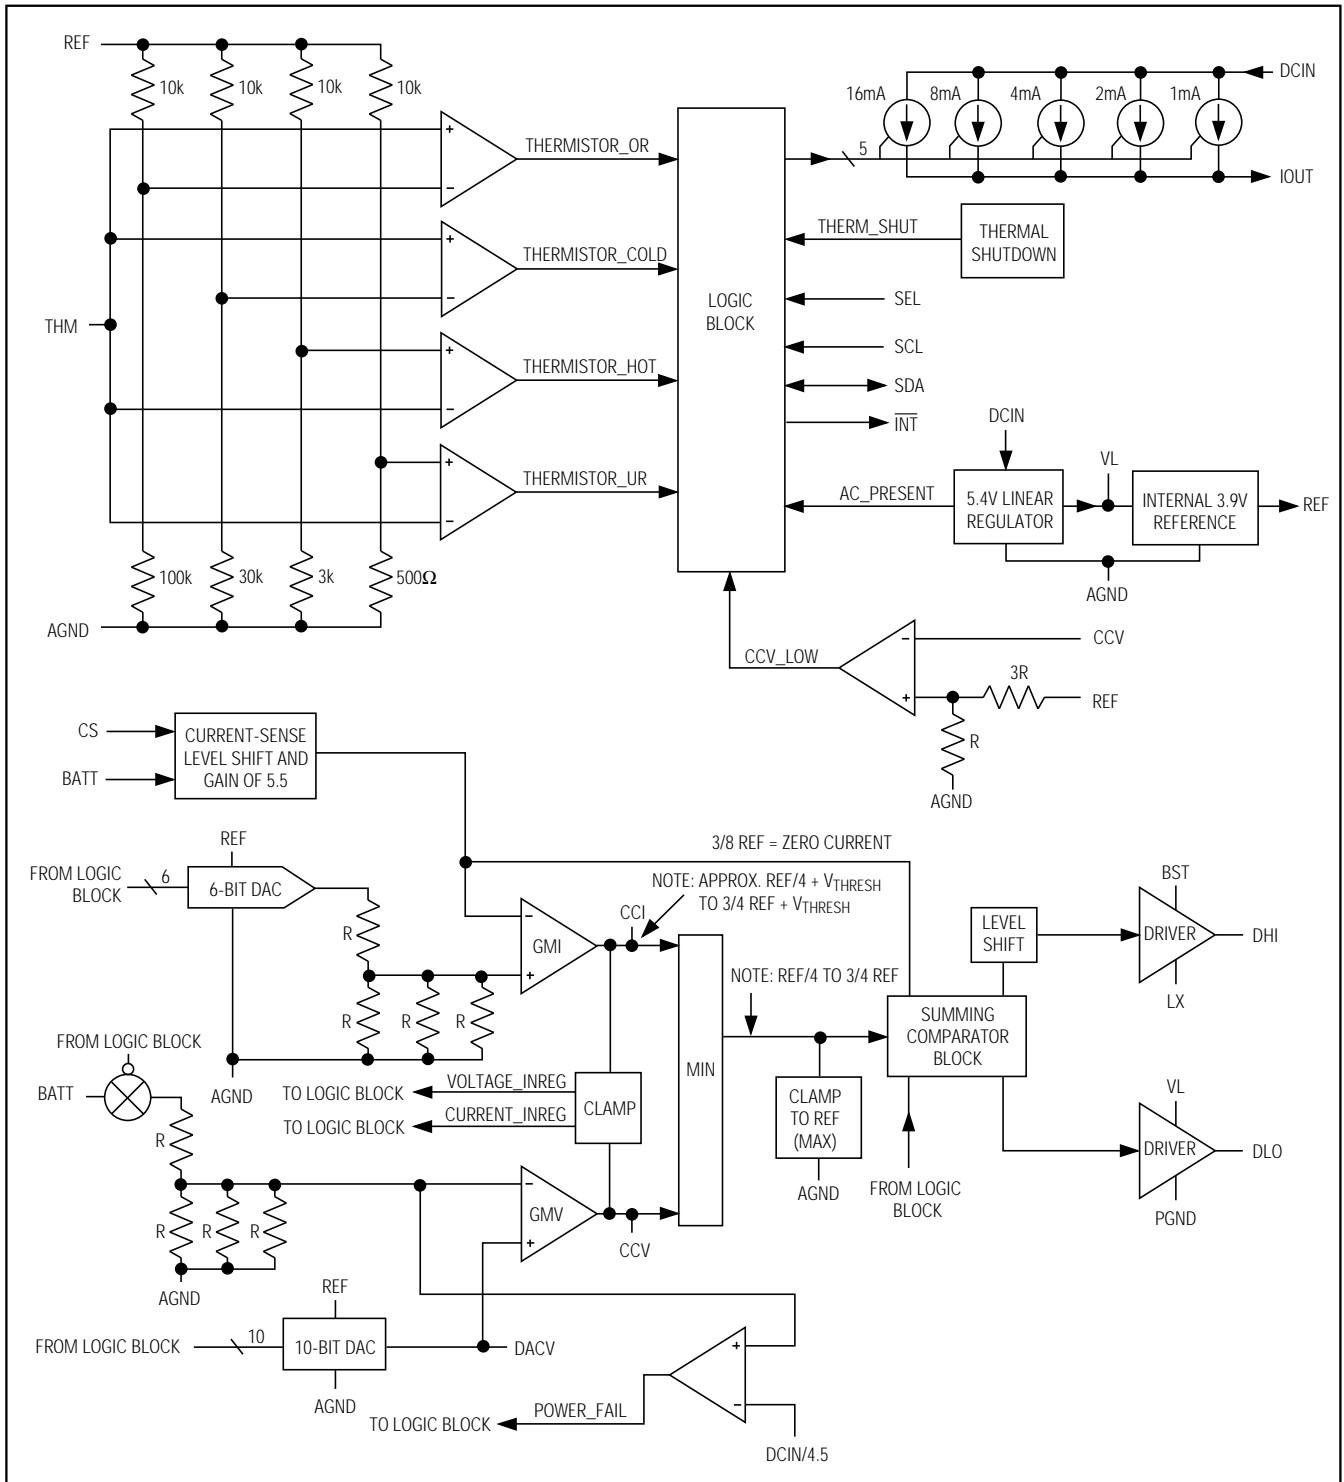 REF
10k
10k
10k
10k
THERMISTOR_OR
THERMISTOR_COLD
THM
THERMISTOR_HOT
THERMISTOR_UR
100k
30k
3k
500Ω
AGND
LOGIC
BLOCK
DCIN
16mA
8mA
4mA
2mA
1mA
5
IOUT
THERM_SHUT
THERMAL
SHUTDOWN
SEL
SCL
SDA
INT
DCIN
VL
AC_PRESENT
5.4V LINEAR
REGULATOR
INTERNAL 3.9V
REFERENCE
REF
AGND
CCV_LOW
CCV
3R
REF
R
AGND
CS
BATT
CURRENT-SENSE
LEVEL SHIFT AND
GAIN OF 5.5
REF
FROM LOGIC
BLOCK
6
6-BIT DAC
R
R
R
R
AGND
GMI
CCI
3/8 REF = ZERO CURRENT
NOTE: APPROX. REF/4 + VTHRESH
TO 3/4 REF + VTHRESH
NOTE: REF/4 TO 3/4 REF
MIN
SUMMING
COMPARATOR
BLOCK
LEVEL
SHIFT
BST
DRIVER
DHI
LX
FROM LOGIC BLOCK
BATT
R
R
R
R
AGND
TO LOGIC BLOCK
VOLTAGE_INREG
TO LOGIC BLOCK
CURRENT_INREG
CLAMP
CLAMP
TO REF
(MAX)
AGND
FROM LOGIC
BLOCK
VL
DRIVER
DLO
PGND
GMV
CCV
REF
FROM LOGIC BLOCK
10
10-BIT DAC
DACV
AGND
TO LOGIC BLOCK
POWER_FAIL
DCIN/4.5
+
−
+
−
+
−
+
−
−
+
−
+
−
+
+
−